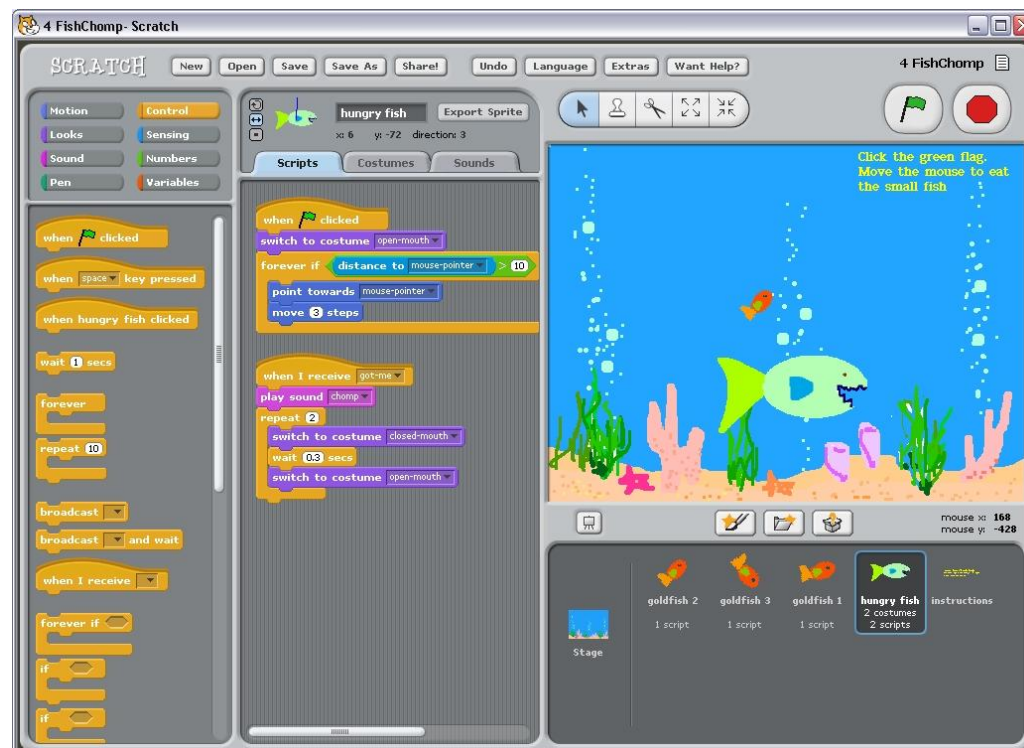 4 FishChomp- Scratch
SCRATCH
New
Open
Save
Save As
Share!
Undo
Language
Extras
Want Help?
4 FishChomp
Motion
Control
Looks
Sensing
Sound
Numbers
Pen
Variables
when clicked
when space key pressed
when hungry fish clicked
wait 1 secs
forever
repeat 10
broadcast
broadcast and wait
when I receive
forever if
if
if
hungry fish
Export Sprite
x: 6 y: -72 direction: 3
Scripts
Costumes
Sounds
when clicked
switch to costume open-mouth
forever if distance to mouse-pointer > 10
point towards mouse-pointer
move 3 steps
when I receive got-me
play sound chomp
repeat 2
switch to costume closed-mouth
wait 0.3 secs
switch to costume open-mouth
Click the green flag.
Move the mouse to eat
the small fish
mouse x: 168
mouse y: -428
Stage
goldfish 2
1 script
goldfish 3
1 script
goldfish 1
1 script
hungry fish
2 costumes
2 scripts
instructions